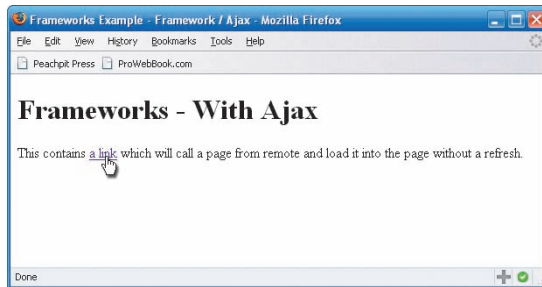 Frameworks Example - Framework / Ajax - Mozilla Firefox
File Edit View History Bookmarks Tools Help
Peachpit Press ProWebBook.com
Frameworks - With Ajax
This contains a link which will call a page from remote and load it into the page without a refresh.
Done